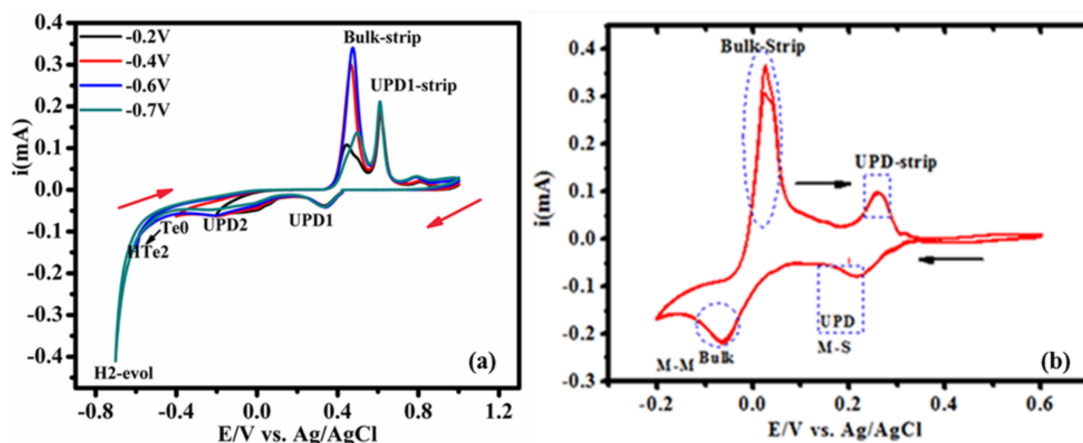 0.4
0.3
0.2
0.1
0.0
-0.1
-0.2
-0.3
-0.4
i(mA)
-0.2V
-0.4V
-0.6V
-0.7V
Bulk-strip
UPD1-strip
Te0
HTe2
UPD2
UPD1
H2-evol
(a)
-0.8 -0.4 0.0 0.4 0.8 1.2
E/V vs. Ag/AgCl
0.4
0.3
0.2
0.1
0.0
-0.1
-0.2
-0.3
i(mA)
Bulk-Strip
UPD-strip
UPD
M-S
Bulk
M-M
(b)
-0.2 0.0 0.2 0.4 0.6
E/V vs. Ag/AgCl